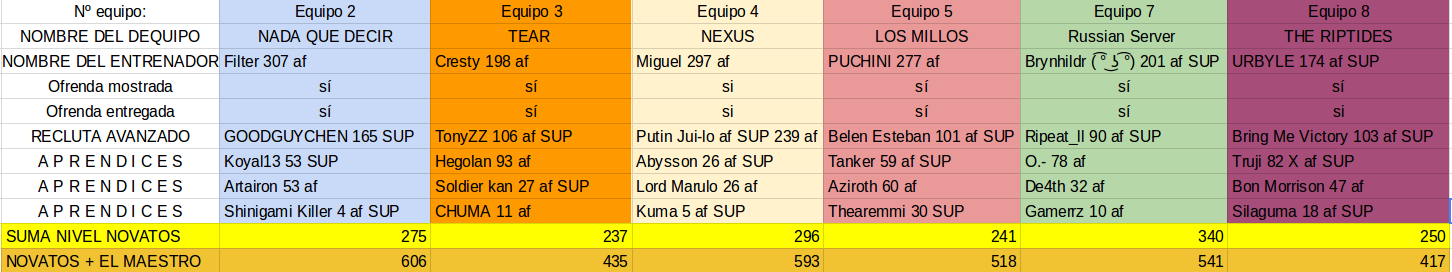 Nº equipo: Equipo 2 Equipo 3 Equipo 4 Equipo 5 Equipo 7 Equipo 8
NOMBRE DEL DEQUIPO NADA QUE DECIR TEAR NEXUS LOS MILLOS Russian Server THE RIPTIDES
NOMBRE DEL ENTRENADOR Filter 307 af Cresty 198 af Miguel 297 af PUCHINI 277 af Brynhildr ( ͡° ͜ʖ ͡°) 201 af SUP URBYLE 174 af SUP
Ofrenda mostrada sí sí si sí sí sí
Ofrenda entregada sí sí si sí sí si
RECLUTA AVANZADO GOODGUYCHEN 165 SUP TonyZZ 106 af SUP Putin Jui-lo af SUP 239 af Belen Esteban 101 af SUP Ripeat_II 90 af SUP Bring Me Victory 103 af SUP
A P R E N D I C E S Koyal13 53 SUP Hegolan 93 af Abysson 26 af SUP Tanker 59 af SUP O.- 78 af Truji 82 X af SUP
A P R E N D I C E S Artairon 53 af Soldier kan 27 af SUP Lord Marulo 26 af Aziroth 60 af De4th 32 af Bon Morrison 47 af
A P R E N D I C E S Shinigami Killer 4 af SUP CHUMA 11 af Kuma 5 af SUP Thearemmi 30 SUP Gamerrz 10 af Silaguma 18 af SUP
SUMA NIVEL NOVATOS 275 237 296 241 340 250
NOVATOS + EL MAESTRO 606 435 593 518 541 417